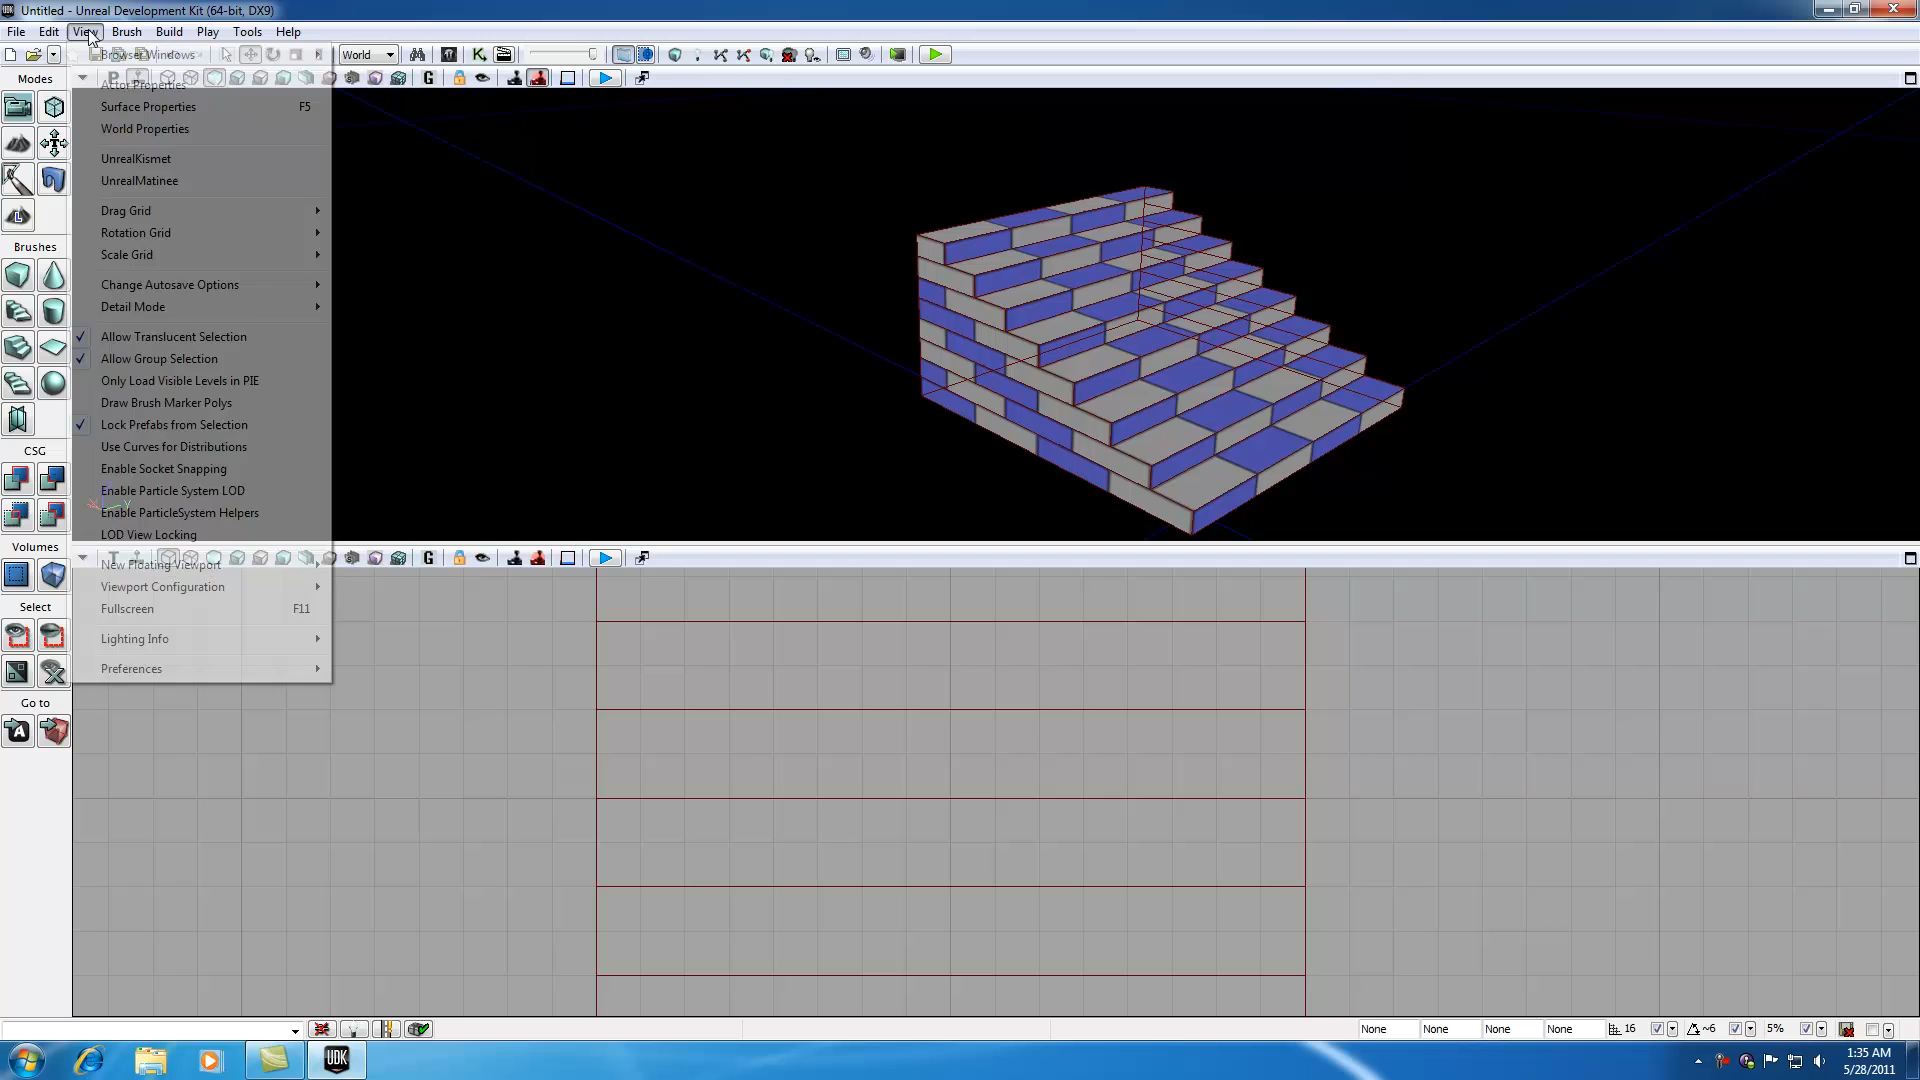 Untitled - Unreal Development Kit (64-bit, DX9)
File Edit View Brush Build Play Tools Help
World
Modes
Browser Windows
Actor Properties
Surface Properties F5
World Properties
UnrealKismet
UnrealMatinee
Drag Grid
Rotation Grid
Scale Grid
Change Autosave Options
Detail Mode
Allow Translucent Selection
Allow Group Selection
Only Load Visible Levels in PIE
Draw Brush Marker Polys
Lock Prefabs from Selection
Use Curves for Distributions
Enable Socket Snapping
Enable Particle System LOD
Enable ParticleSystem Helpers
LOD View Locking
New Floating Viewport
Viewport Configuration
Fullscreen F11
Lighting Info
Preferences
Brushes
CSG
Volumes
Select
Go to
P G
T G
None None None None 16 ~6 5%
UDK
1:35 AM
5/28/2011